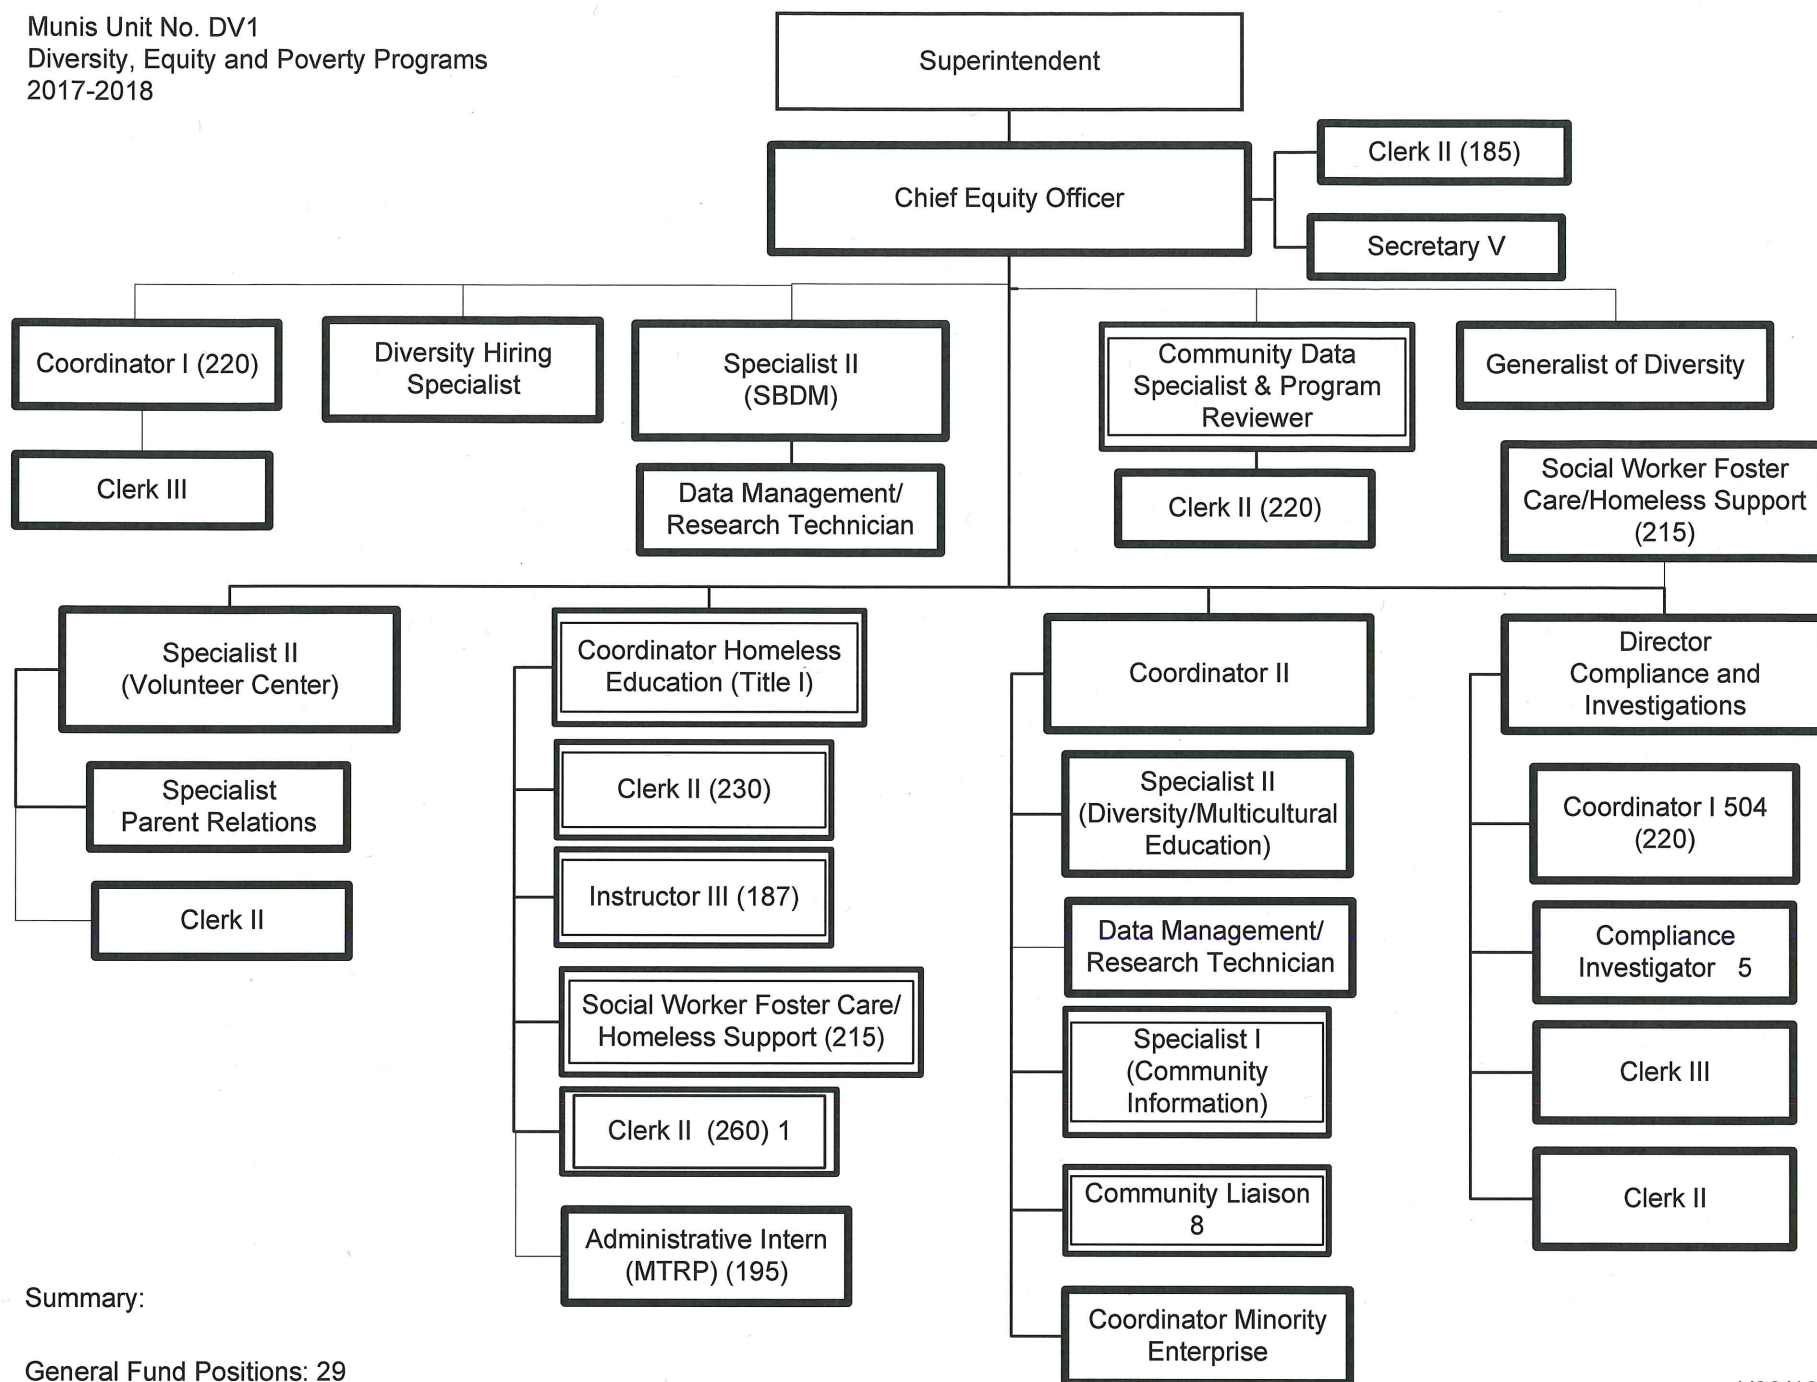 Munis Unit No. DV1
Diversity, Equity and Poverty Programs
2017-2018
Superintendent
Chief Equity Officer
Clerk II (185)
Secretary V
Coordinator I (220)
Diversity Hiring
Specialist
Specialist II
(SBDM)
Community Data
Specialist & Program
Reviewer
Generalist of Diversity
Clerk III
Data Management/
Research Technician
Clerk II (220)
Social Worker Foster
Care/Homeless Support
(215)
Specialist II
(Volunteer Center)
Specialist
Parent Relations
Clerk II
Coordinator Homeless
Education (Title I)
Clerk II (230)
Instructor III (187)
Social Worker Foster Care/
Homeless Support (215)
Clerk II (260) 1
Administrative Intern
(MTRP) (195)
Coordinator II
Specialist II
(Diversity/Multicultural
Education)
Data Management/
Research Technician
Specialist I
(Community
Information)
Community Liaison
8
Coordinator Minority
Enterprise
Director
Compliance and
Investigations
Coordinator I 504
(220)
Compliance
Investigator 5
Clerk III
Clerk II
Summary:
General Fund Positions: 29